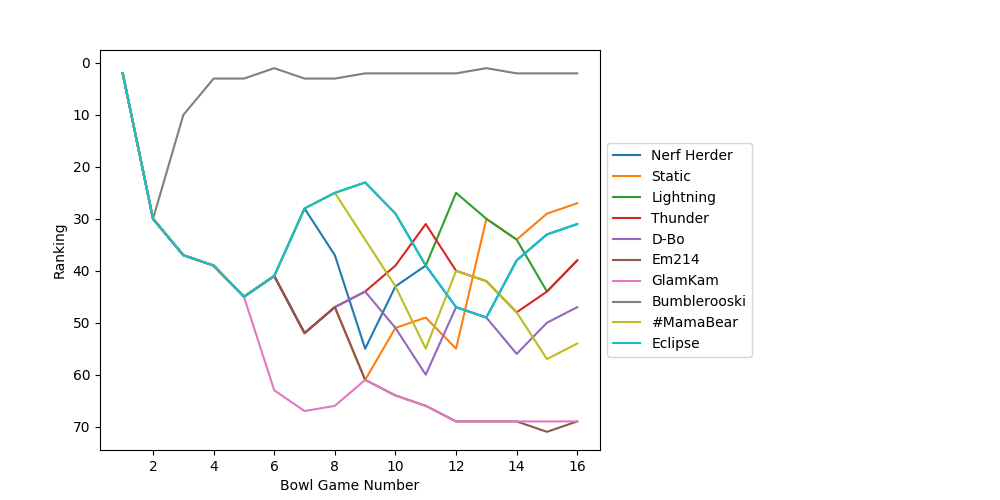 0
10
20
30
40
50
60
70
Ranking
2 4 6 8 10 12 14 16
Bowl Game Number
Nerf Herder
Static
Lightning
Thunder
D-Bo
Em214
GlamKam
Bumblerooski
#MamaBear
Eclipse